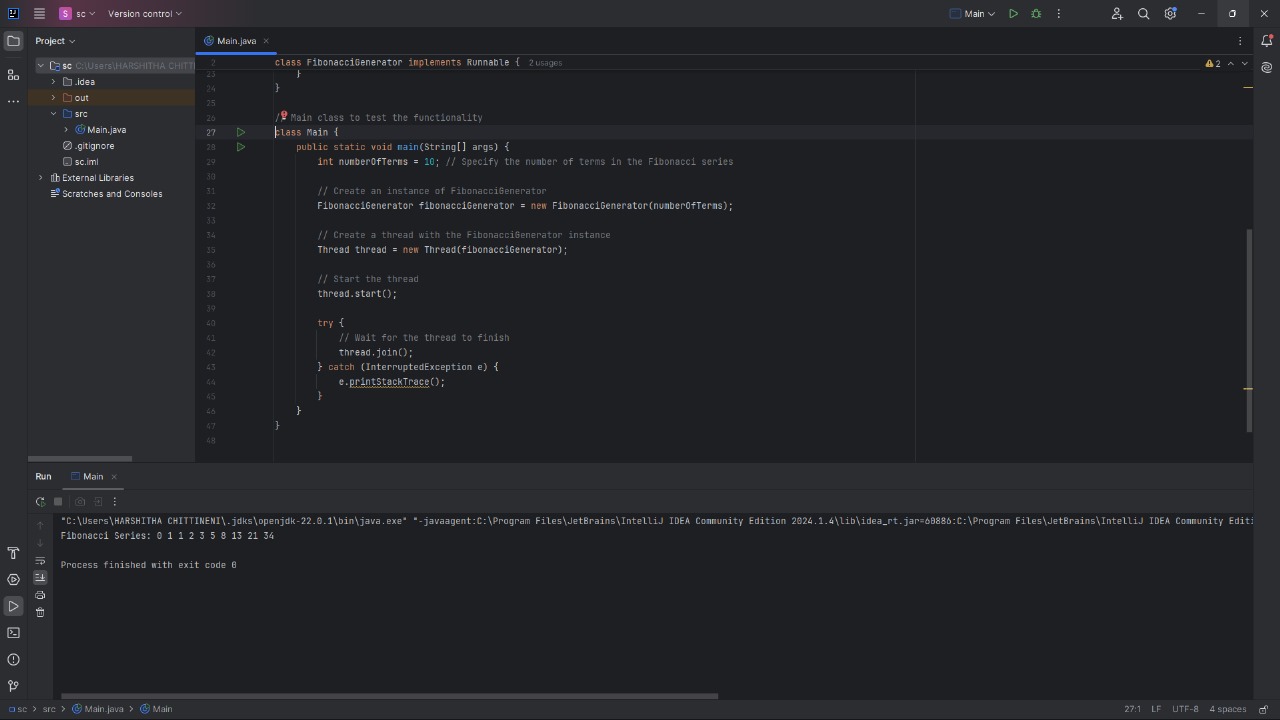 S sc Version control Main
Project
Main.java
sc C:\Users\HARSHITHA CHITTINI
.idea
out
src
Main.java
.gitignore
sc.iml
External Libraries
Scratches and Consoles
2 class FibonacciGenerator implements Runnable { 2 usages 2
23 }
24 }
25
26 // Main class to test the functionality
27 class Main {
28 public static void main(String[] args) {
29 int numberOfTerms = 10; // Specify the number of terms in the Fibonacci series
30
31 // Create an instance of FibonacciGenerator
32 FibonacciGenerator fibonacciGenerator = new FibonacciGenerator(numberOfTerms);
33
34 // Create a thread with the FibonacciGenerator instance
35 Thread thread = new Thread(fibonacciGenerator);
36
37 // Start the thread
38 thread.start();
39
40 try {
41 // Wait for the thread to finish
42 thread.join();
43 } catch (InterruptedException e) {
44 e.printStackTrace();
45 }
46 }
47 }
48
Run Main
"C:\Users\HARSHITHA CHITTINENI\.jdks\openjdk-22.0.1\bin\java.exe" "-javaagent:C:\Program Files\JetBrains\IntelliJ IDEA Community Edition 2024.1.4\lib\idea_rt.jar=60886:C:\Program Files\JetBrains\IntelliJ IDEA Community Editi
Fibonacci Series: 0 1 1 2 3 5 8 13 21 34
Process finished with exit code 0
sc > src > Main.java > Main 27:1 LF UTF-8 4 spaces